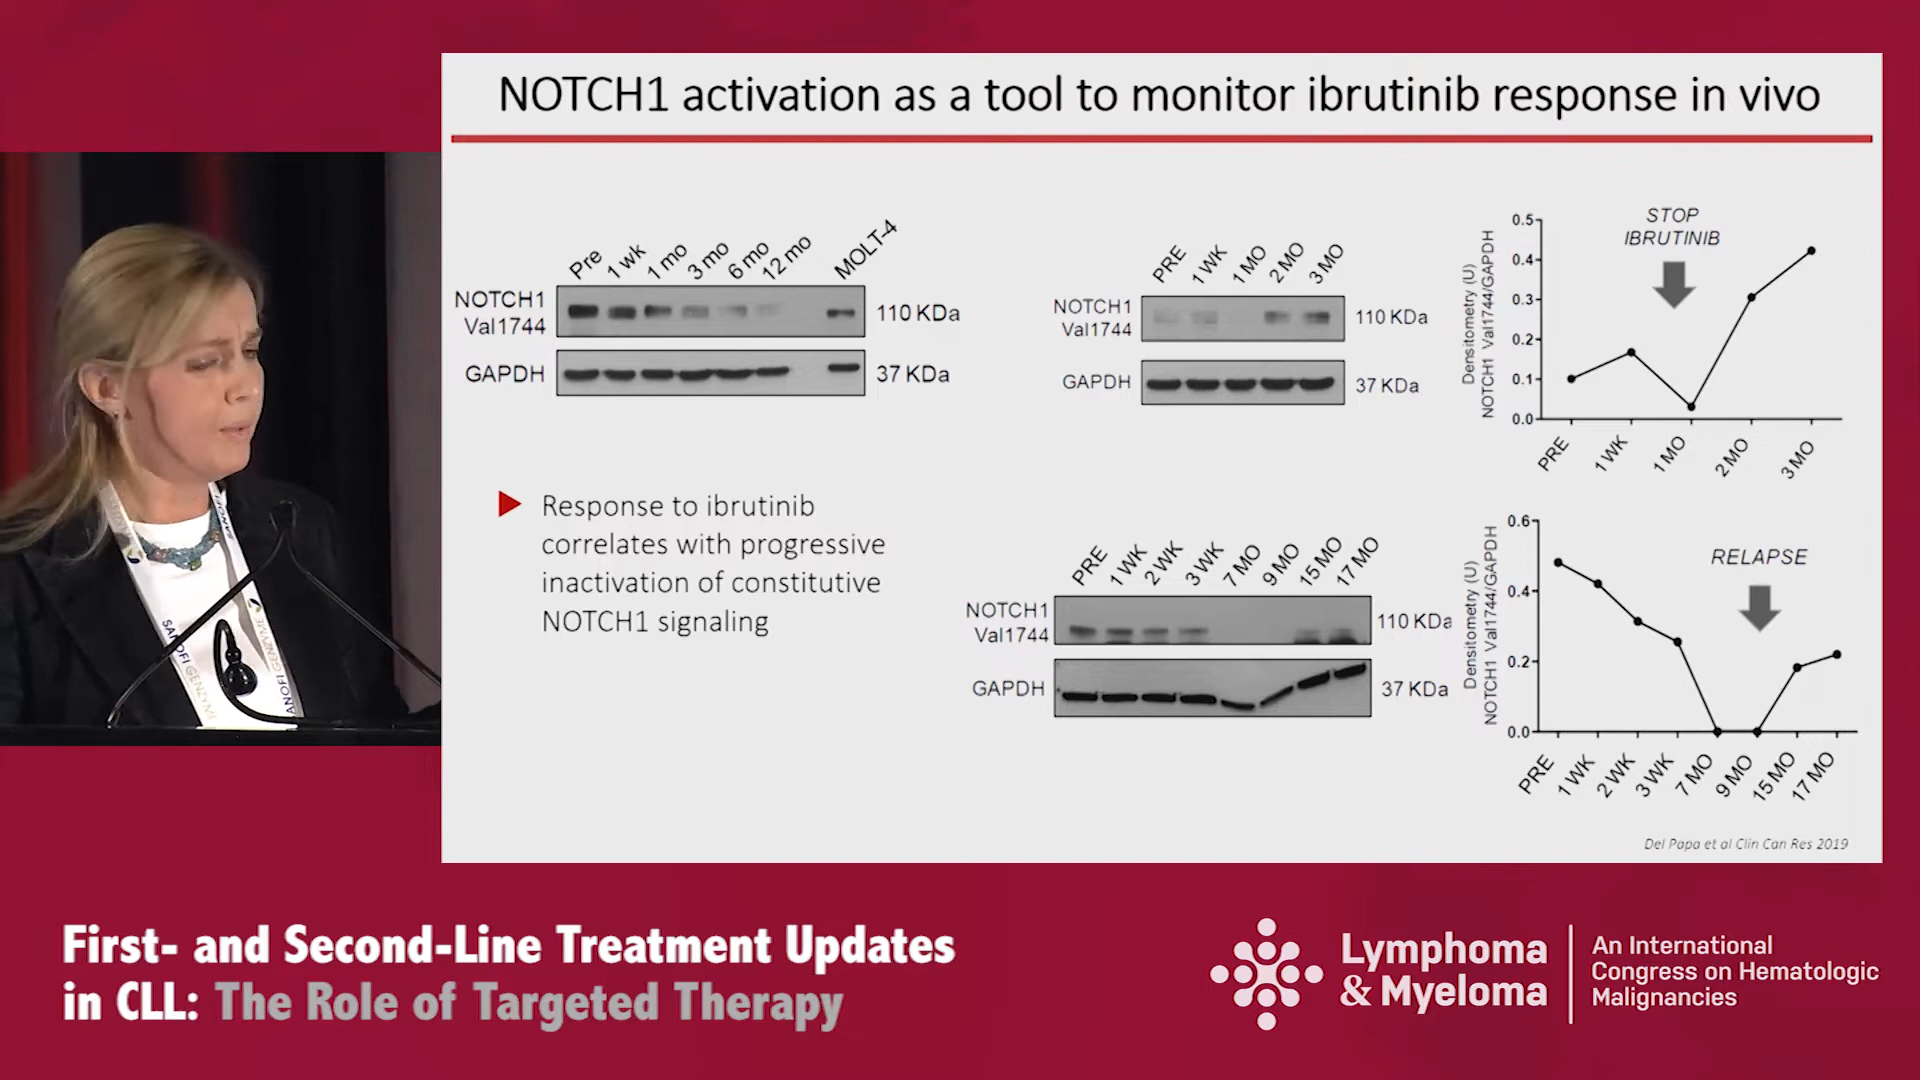 NOTCH1 activation as a tool to monitor ibrutinib response in vivo
Pre 1 wk 1 mo 3 mo 6 mo 12 mo MOLT-4
NOTCH1
Val1744
110 KDa
GAPDH
37 KDa
PRE 1 WK 1 MO 2 MO 3 MO
NOTCH1
Val1744
110 KDa
GAPDH
37 KDa
STOP
IBRUTINIB
Densitometry (U)
NOTCH1 Val1744/GAPDH
0.5
0.4
0.3
0.2
0.1
0.0
PRE 1 WK 1 MO 2 MO 3 MO
Response to ibrutinib
correlates with progressive
inactivation of constitutive
NOTCH1 signaling
PRE 1 WK 2 WK 3 WK 7 MO 9 MO 15 MO 17 MO
NOTCH1
Val1744
110 KDa
GAPDH
37 KDa
RELAPSE
Densitometry (U)
NOTCH1 Val1744/GAPDH
0.6
0.4
0.2
0.0
PRE 1 WK 2 WK 3 WK 7 MO 9 MO 15 MO 17 MO
Del Papa et al Clin Can Res 2019
SANOFI
SANOFI GENZY
ANOFI GENZYME
First- and Second-Line Treatment Updates
in CLL: The Role of Targeted Therapy
Lymphoma
& Myeloma
An International
Congress on Hematologic
Malignancies